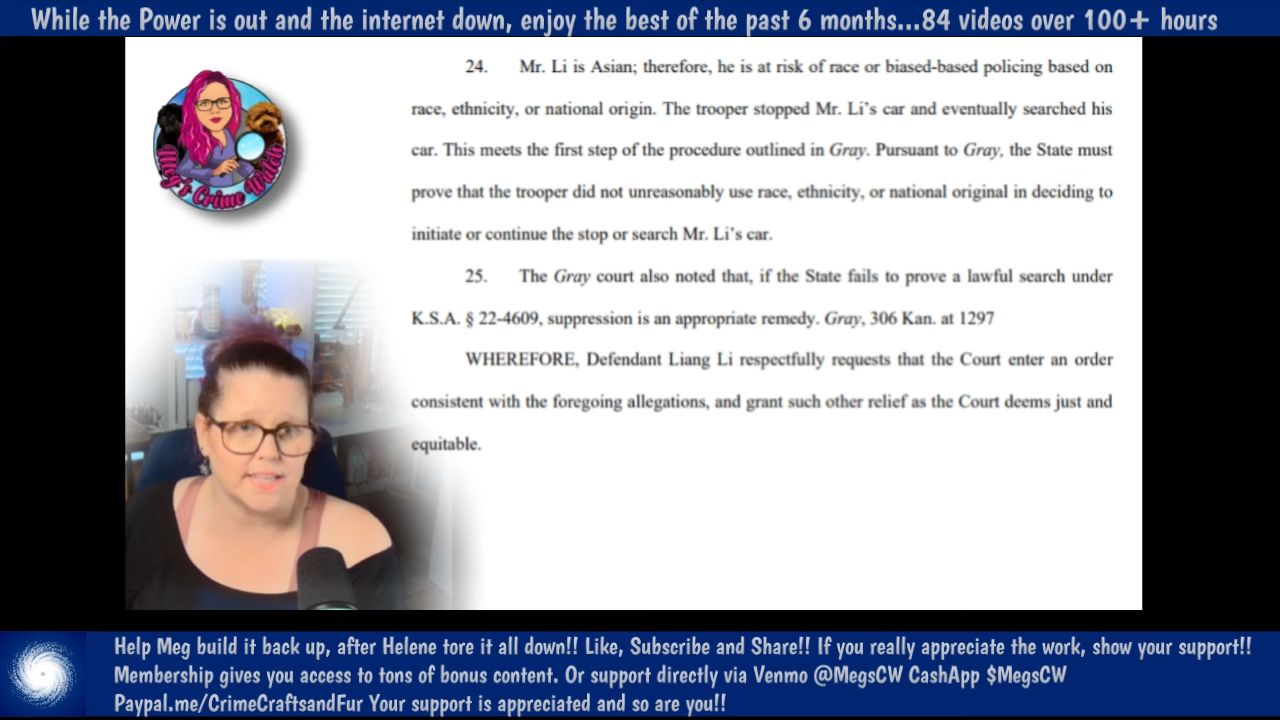 While the Power is out and the internet down, enjoy the best of the past 6 months...84 videos over 100+ hours
Meg's Crime Watch
24. Mr. Li is Asian; therefore, he is at risk of race or biased-based policing based on
race, ethnicity, or national origin. The trooper stopped Mr. Li's car and eventually searched his
car. This meets the first step of the procedure outlined in Gray. Pursuant to Gray, the State must
prove that the trooper did not unreasonably use race, ethnicity, or national original in deciding to
initiate or continue the stop or search Mr. Li's car.
25. The Gray court also noted that, if the State fails to prove a lawful search under
K.S.A. § 22-4609, suppression is an appropriate remedy. Gray, 306 Kan. at 1297
WHEREFORE, Defendant Liang Li respectfully requests that the Court enter an order
consistent with the foregoing allegations, and grant such other relief as the Court deems just and
equitable.
Help Meg build it back up, after Helene tore it all down!! Like, Subscribe and Share!! If you really appreciate the work, show your support!!
Membership gives you access to tons of bonus content. Or support directly via Venmo @MegsCW CashApp $MegsCW
Paypal.me/CrimeCraftsandFur Your support is appreciated and so are you!!